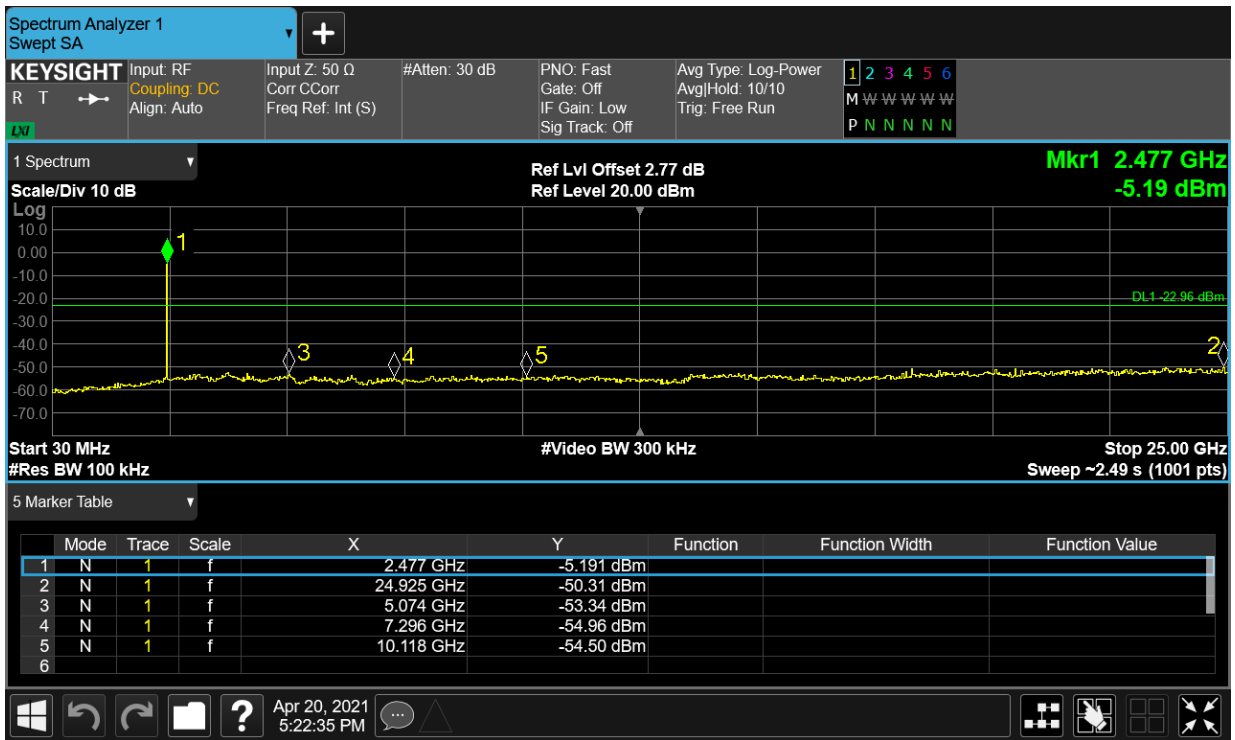 Spectrum Analyzer 1
Swept SA
KEYSIGHT Input: RF Input Z: 50 Ω #Atten: 30 dB PNO: Fast Avg Type: Log-Power 1 2 3 4 5 6
R T Coupling: DC Corr CCorr Gate: Off Avg|Hold: 10/10 M W W W W W
Align: Auto Freq Ref: Int (S) IF Gain: Low Trig: Free Run
LXI Sig Track: Off P N N N N N
1 Spectrum Ref Lvl Offset 2.77 dB Mkr1 2.477 GHz
Scale/Div 10 dB Ref Level 20.00 dBm -5.19 dBm
Log
10.0
1
0.00
-10.0
-20.0
DL1 -22.96 dBm
-30.0
-40.0
3 4 5 2
-50.0
-60.0
-70.0
Start 30 MHz #Video BW 300 kHz Stop 25.00 GHz
#Res BW 100 kHz Sweep ~2.49 s (1001 pts)
5 Marker Table
Mode Trace Scale X Y Function Function Width Function Value
1 N 1 f 2.477 GHz -5.191 dBm
2 N 1 f 24.925 GHz -50.31 dBm
3 N 1 f 5.074 GHz -53.34 dBm
4 N 1 f 7.296 GHz -54.96 dBm
5 N 1 f 10.118 GHz -54.50 dBm
6
? Apr 20, 2021
5:22:35 PM